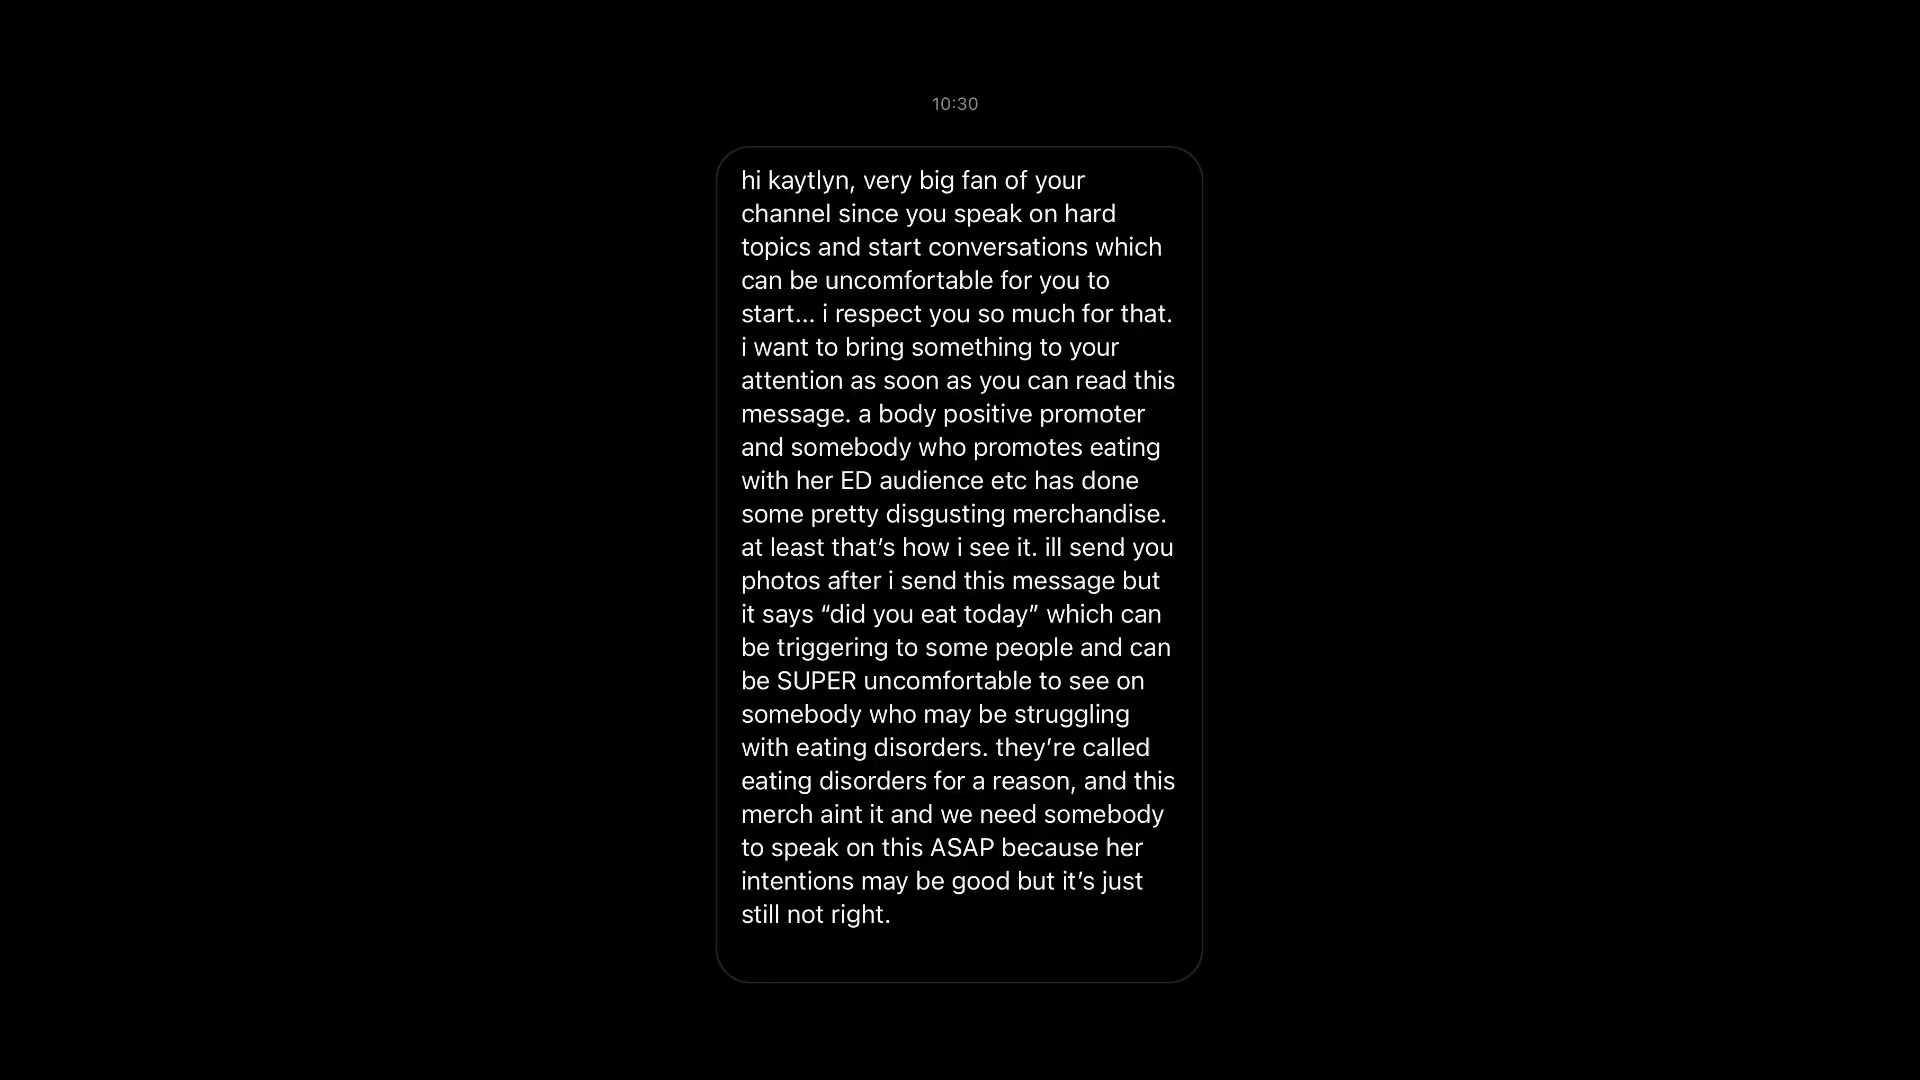 10:30
hi kaytlyn, very big fan of your
channel since you speak on hard
topics and start conversations which
can be uncomfortable for you to
start... i respect you so much for that.
i want to bring something to your
attention as soon as you can read this
message. a body positive promoter
and somebody who promotes eating
with her ED audience etc has done
some pretty disgusting merchandise.
at least that’s how i see it. ill send you
photos after i send this message but
it says “did you eat today” which can
be triggering to some people and can
be SUPER uncomfortable to see on
somebody who may be struggling
with eating disorders. they’re called
eating disorders for a reason, and this
merch aint it and we need somebody
to speak on this ASAP because her
intentions may be good but it’s just
still not right.